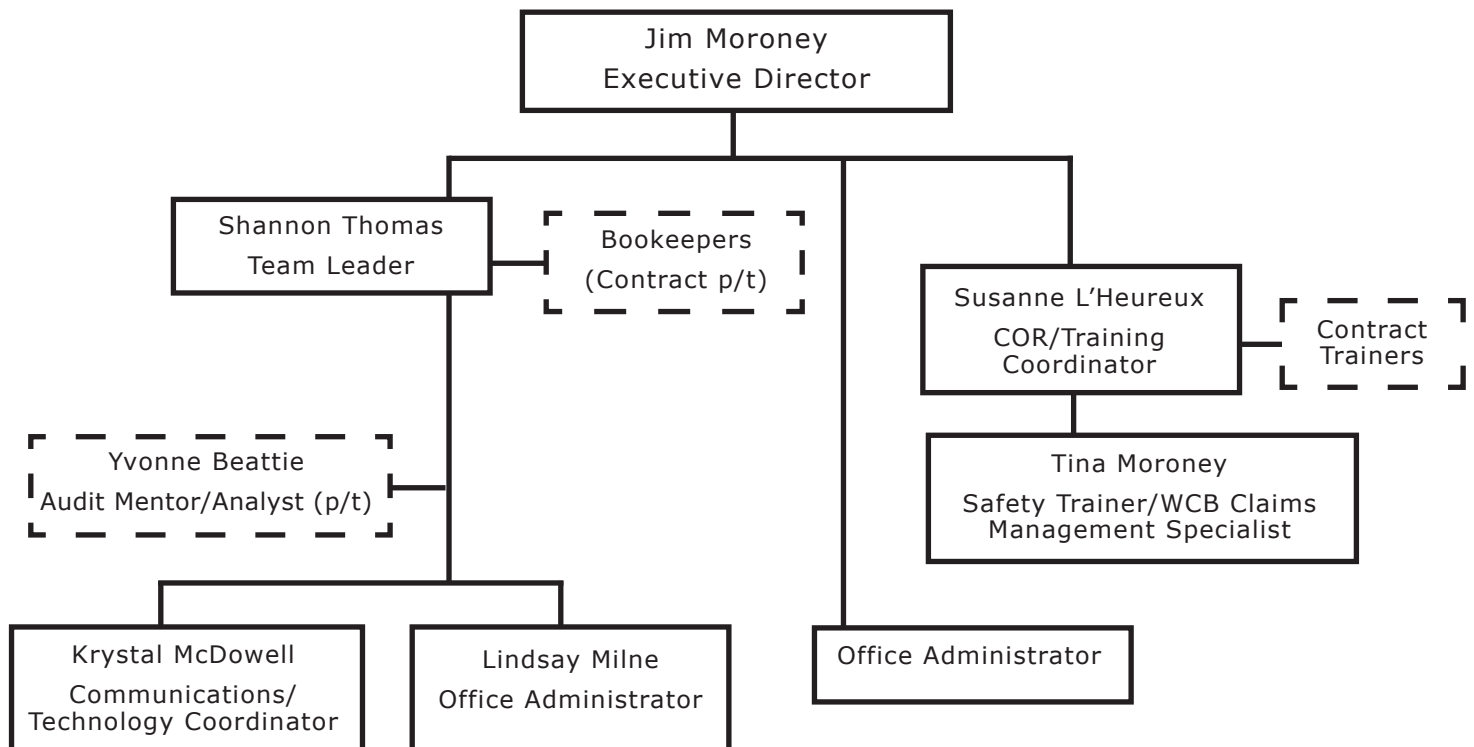 Jim Moroney
Executive Director
Shannon Thomas
Team Leader
Bookeepers
(Contract p/t)
Susanne L'Heureux
COR/Training
Coordinator
Contract
Trainers
Yvonne Beattie
Audit Mentor/Analyst (p/t)
Tina Moroney
Safety Trainer/WCB Claims
Management Specialist
Krystal McDowell
Communications/
Technology Coordinator
Lindsay Milne
Office Administrator
Office Administrator